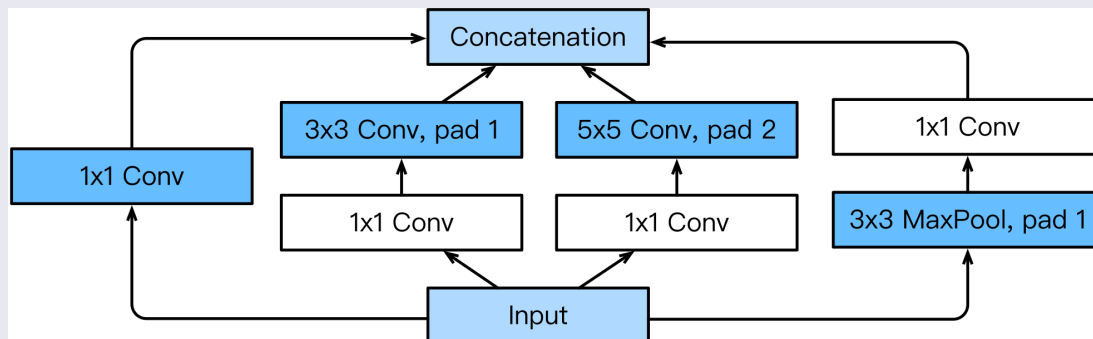 Concatenation
3x3 Conv, pad 1
5x5 Conv, pad 2
1x1 Conv
1x1 Conv
1x1 Conv
1x1 Conv
3x3 MaxPool, pad 1
Input